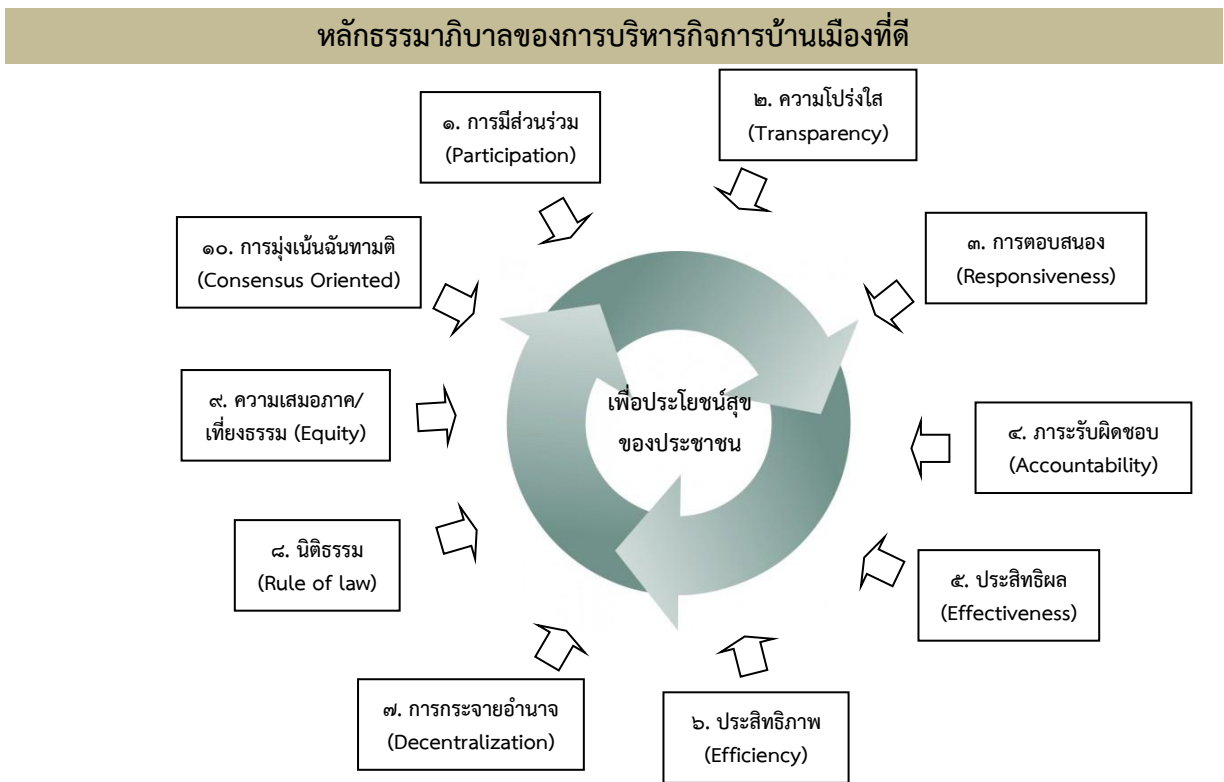 หลักธรรมาภิบาลของการบริหารกิจการบ้านเมืองที่ดี
๑. การมีส่วนร่วม
(Participation)
๒. ความโปร่งใส
(Transparency)
๓. การตอบสนอง
(Responsiveness)
๔. ภาระรับผิดชอบ
(Accountability)
๕. ประสิทธิผล
(Effectiveness)
๖. ประสิทธิภาพ
(Efficiency)
๗. การกระจายอำนาจ
(Decentralization)
๘. นิติธรรม
(Rule of law)
๙. ความเสมอภาค/
เที่ยงธรรม (Equity)
๑๐. การมุ่งเน้นฉันทามติ
(Consensus Oriented)
เพื่อประโยชน์สุข
ของประชาชน